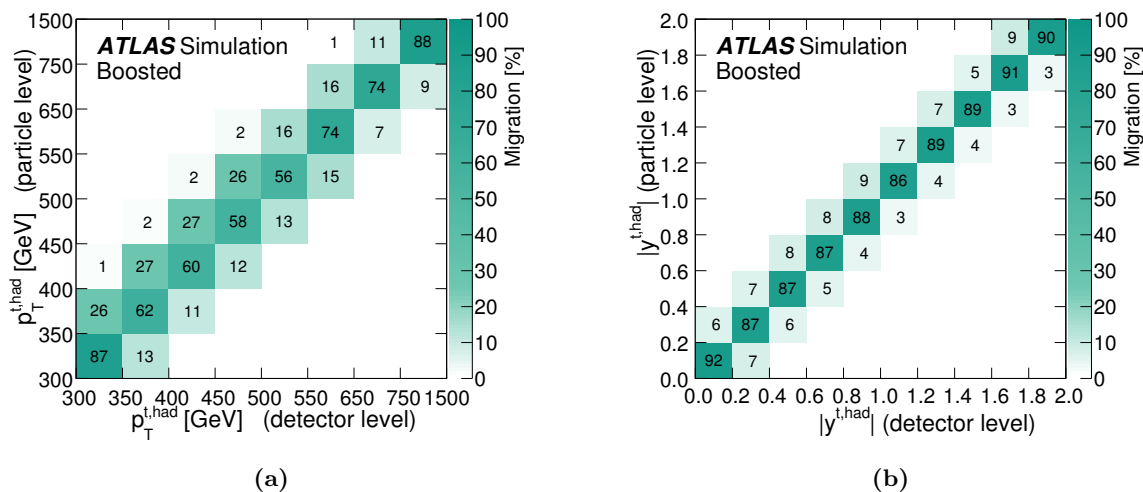 ATLAS Simulation
Boosted
1500
750
650
550
500
450
400
350
300
p_T^{t,had} [GeV] (particle level)
1 11 88
16 74 9
2 16 74 7
2 26 56 15
2 27 58 13
1 27 60 12
26 62 11
87 13
300 350 400 450 500 550 650 750 1500
p_T^{t,had} [GeV] (detector level)
100
90
80
70
60
50
40
30
20
10
0
Migration [%]
(a)
ATLAS Simulation
Boosted
2.0
1.8
1.6
1.4
1.2
1.0
0.8
0.6
0.4
0.2
0.0
|y^{t,had}| (particle level)
9 90
5 91 3
7 89 3
7 89 4
9 86 4
8 88 3
8 87 4
7 87 5
6 87 6
92 7
0.0 0.2 0.4 0.6 0.8 1.0 1.2 1.4 1.6 1.8 2.0
|y^{t,had}| (detector level)
100
90
80
70
60
50
40
30
20
10
0
Migration [%]
(b)